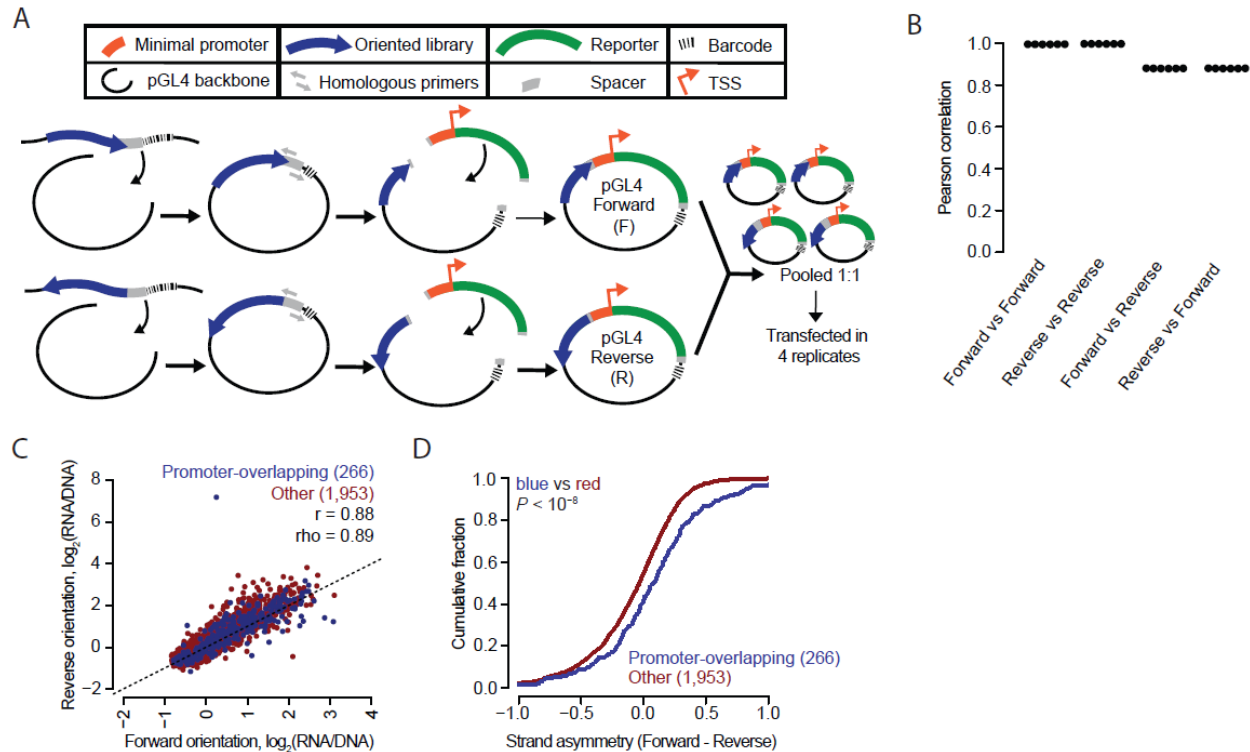 A
Minimal promoter
Oriented library
Reporter
Barcode
pGL4 backbone
Homologous primers
Spacer
TSS
pGL4
Forward
(F)
pGL4
Reverse
(R)
Pooled 1:1
Transfected in
4 replicates
B
Pearson correlation
1.0
0.8
0.6
0.4
0.2
0.0
Forward vs Forward
Reverse vs Reverse
Forward vs Reverse
Reverse vs Forward
C
Reverse orientation, log₂(RNA/DNA)
8
6
4
2
0
−2
Promoter-overlapping (266)
Other (1,953)
r = 0.88
rho = 0.89
−2 −1 0 1 2 3 4
Forward orientation, log₂(RNA/DNA)
D
Cumulative fraction
1.0
0.8
0.6
0.4
0.2
0.0
blue vs red
P < 10⁻⁸
Promoter-overlapping (266)
Other (1,953)
−1.0 −0.5 0.0 0.5 1.0
Strand asymmetry (Forward - Reverse)